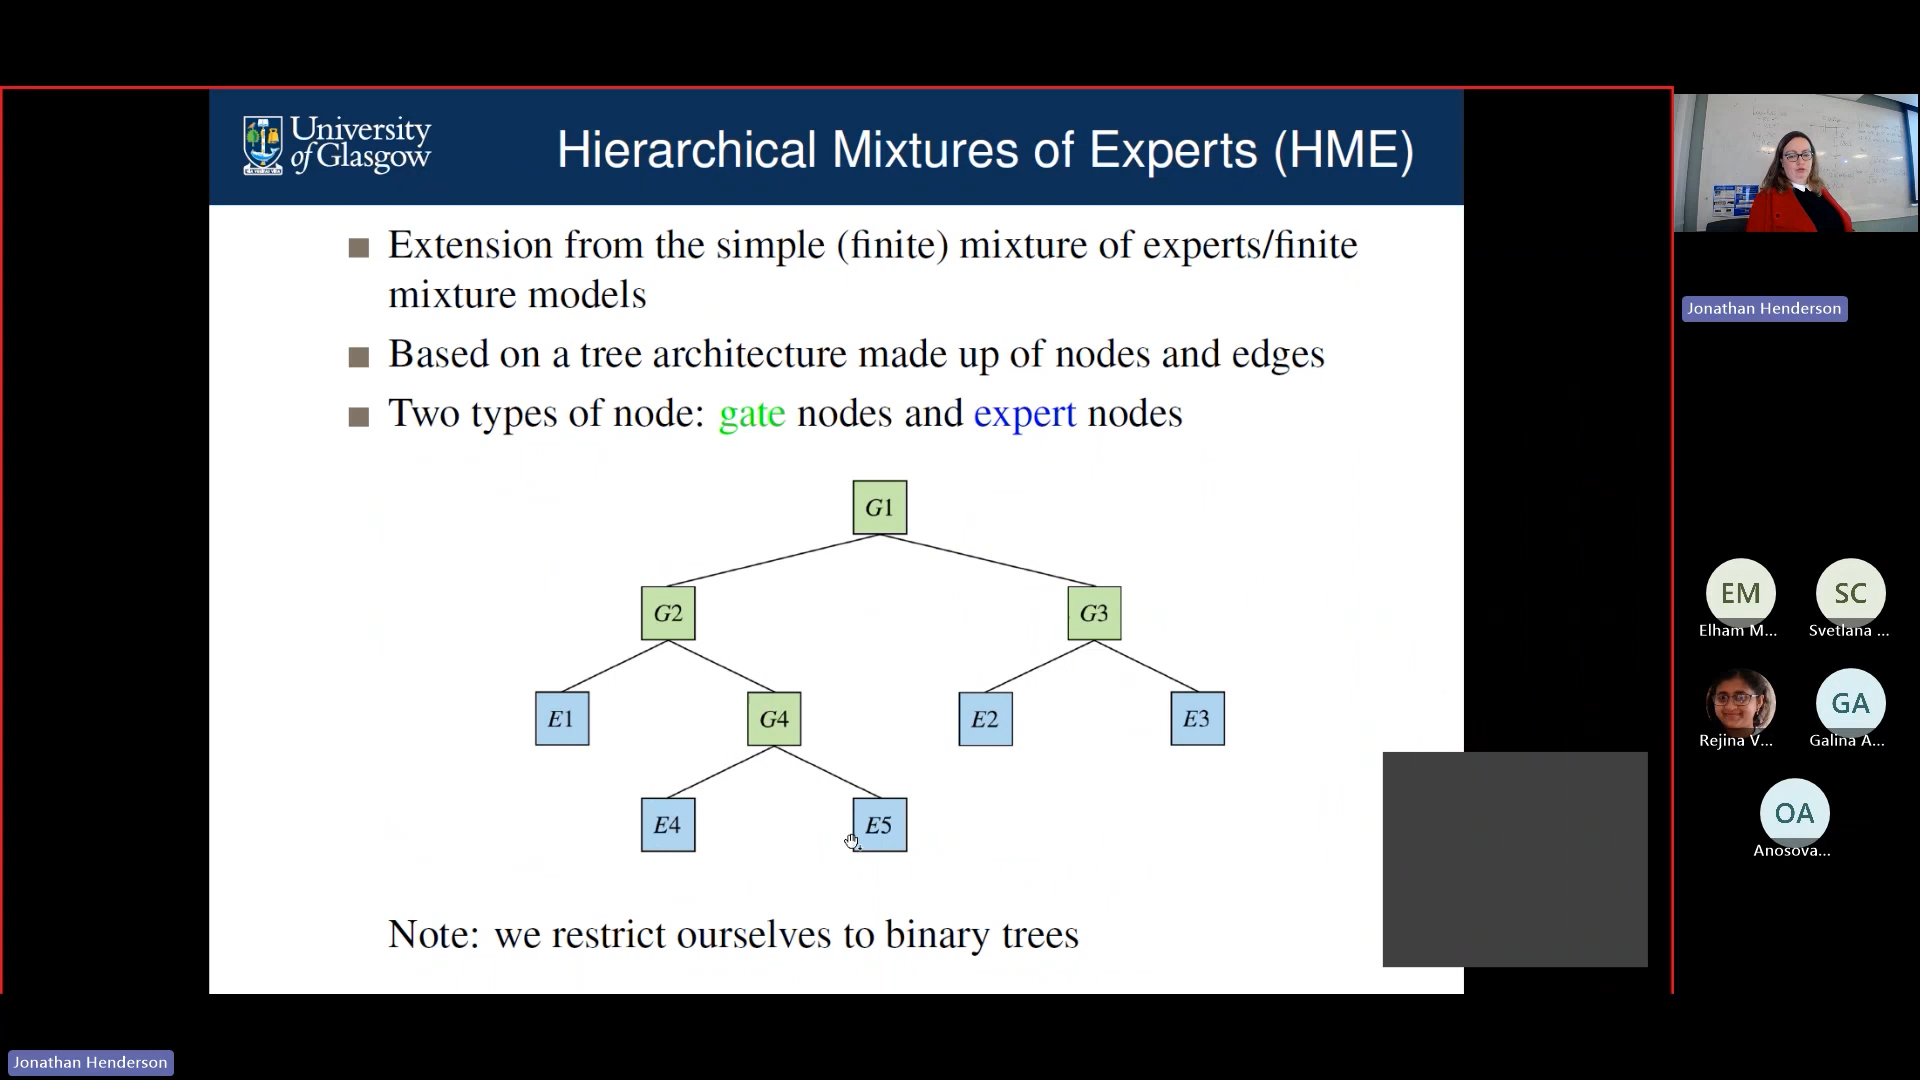 University
of Glasgow
Hierarchical Mixtures of Experts (HME)
Extension from the simple (finite) mixture of experts/finite
mixture models
Based on a tree architecture made up of nodes and edges
Two types of node: gate nodes and expert nodes
G1
G2
G3
E1
G4
E2
E3
E4
E5
Note: we restrict ourselves to binary trees
Jonathan Henderson
EM
SC
Elham M...
Svetlana ...
Rejina V...
GA
Galina A...
OA
Anosova...
Jonathan Henderson